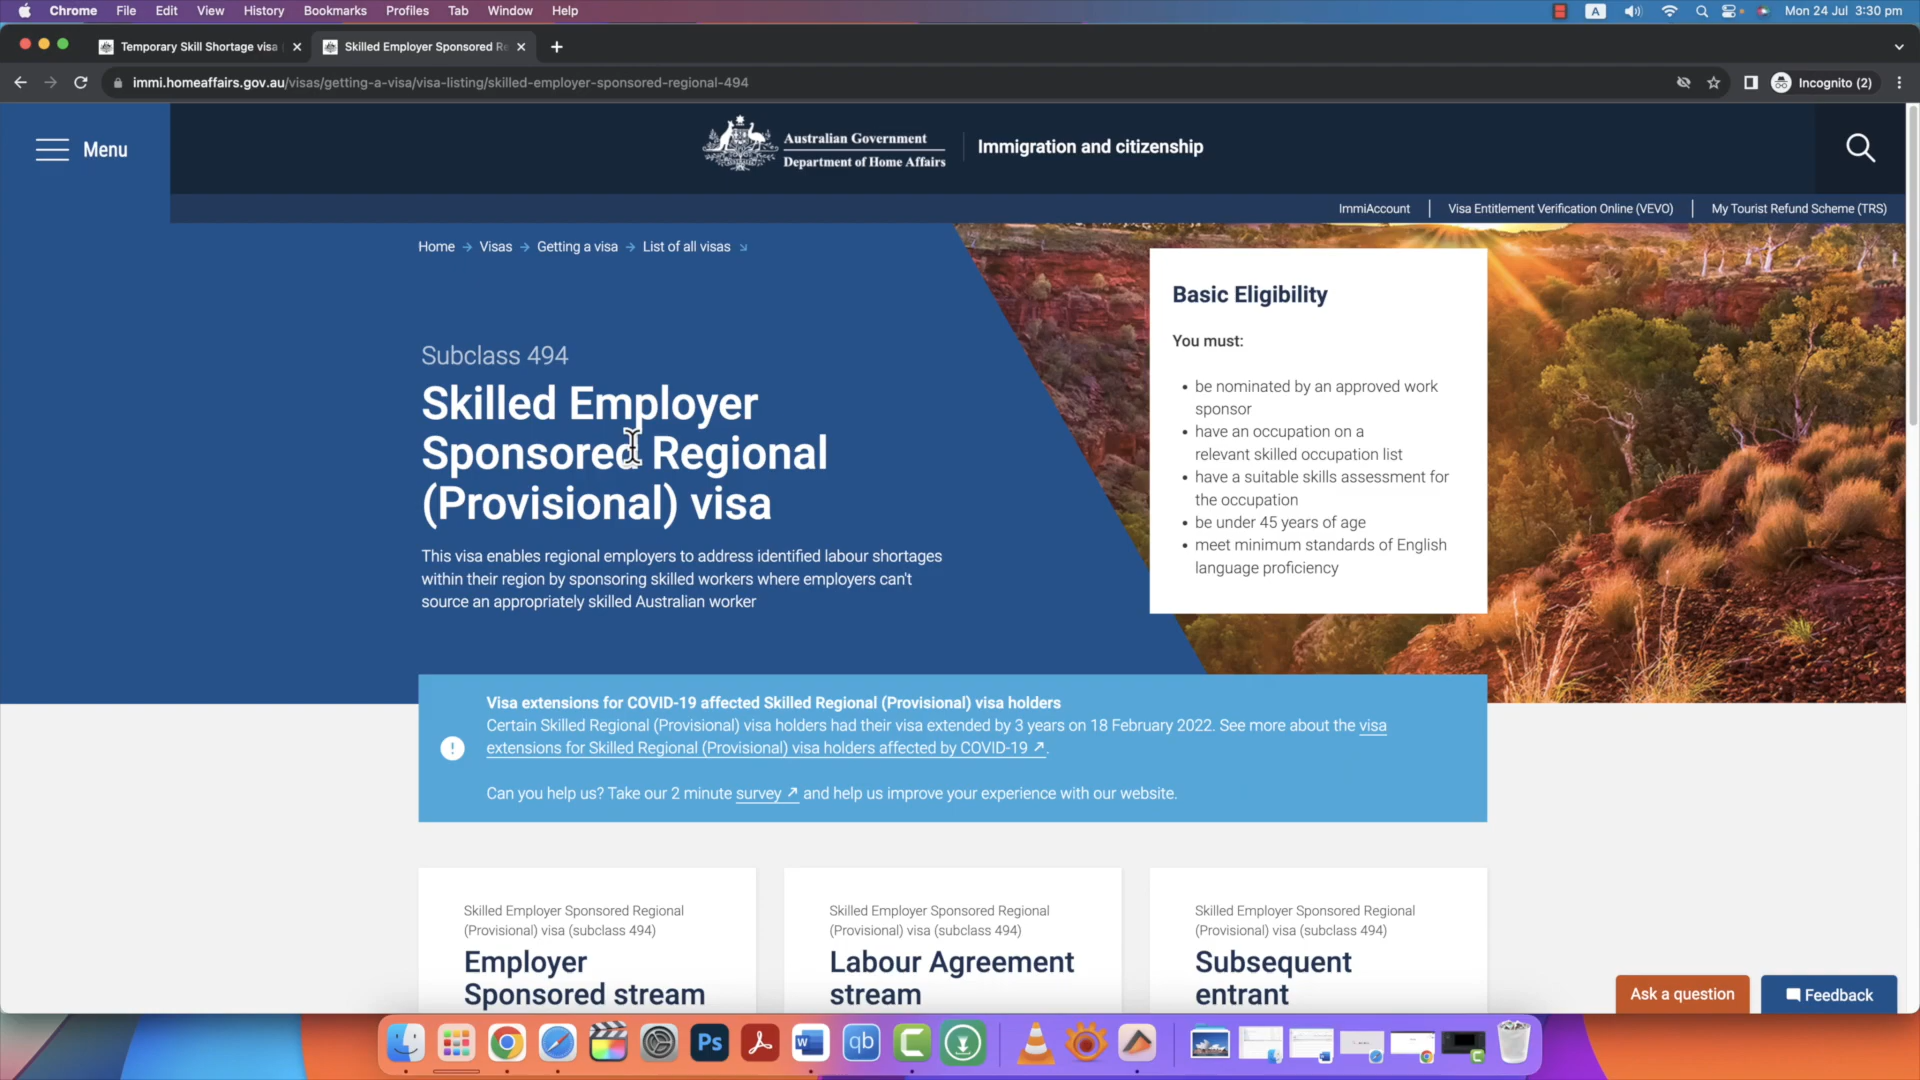 Chrome File Edit View History Bookmarks Profiles Tab Window Help
A Mon 24 Jul 3:30 pm
Temporary Skill Shortage visa
Skilled Employer Sponsored Re
immi.homeaffairs.gov.au/visas/getting-a-visa/visa-listing/skilled-employer-sponsored-regional-494
Incognito (2)
Menu
Australian Government
Department of Home Affairs
Immigration and citizenship
ImmiAccount
Visa Entitlement Verification Online (VEVO)
My Tourist Refund Scheme (TRS)
Home → Visas → Getting a visa → List of all visas ↘
Subclass 494
Skilled Employer
Sponsored Regional
(Provisional) visa
This visa enables regional employers to address identified labour shortages
within their region by sponsoring skilled workers where employers can't
source an appropriately skilled Australian worker
Basic Eligibility
You must:
• be nominated by an approved work
sponsor
• have an occupation on a
relevant skilled occupation list
• have a suitable skills assessment for
the occupation
• be under 45 years of age
• meet minimum standards of English
language proficiency
Visa extensions for COVID-19 affected Skilled Regional (Provisional) visa holders
Certain Skilled Regional (Provisional) visa holders had their visa extended by 3 years on 18 February 2022. See more about the visa
extensions for Skilled Regional (Provisional) visa holders affected by COVID-19 ↗.
Can you help us? Take our 2 minute survey ↗ and help us improve your experience with our website.
Skilled Employer Sponsored Regional
(Provisional) visa (subclass 494)
Employer
Sponsored stream
Skilled Employer Sponsored Regional
(Provisional) visa (subclass 494)
Labour Agreement
stream
Skilled Employer Sponsored Regional
(Provisional) visa (subclass 494)
Subsequent
entrant
Ask a question
Feedback
Ps
W
qb